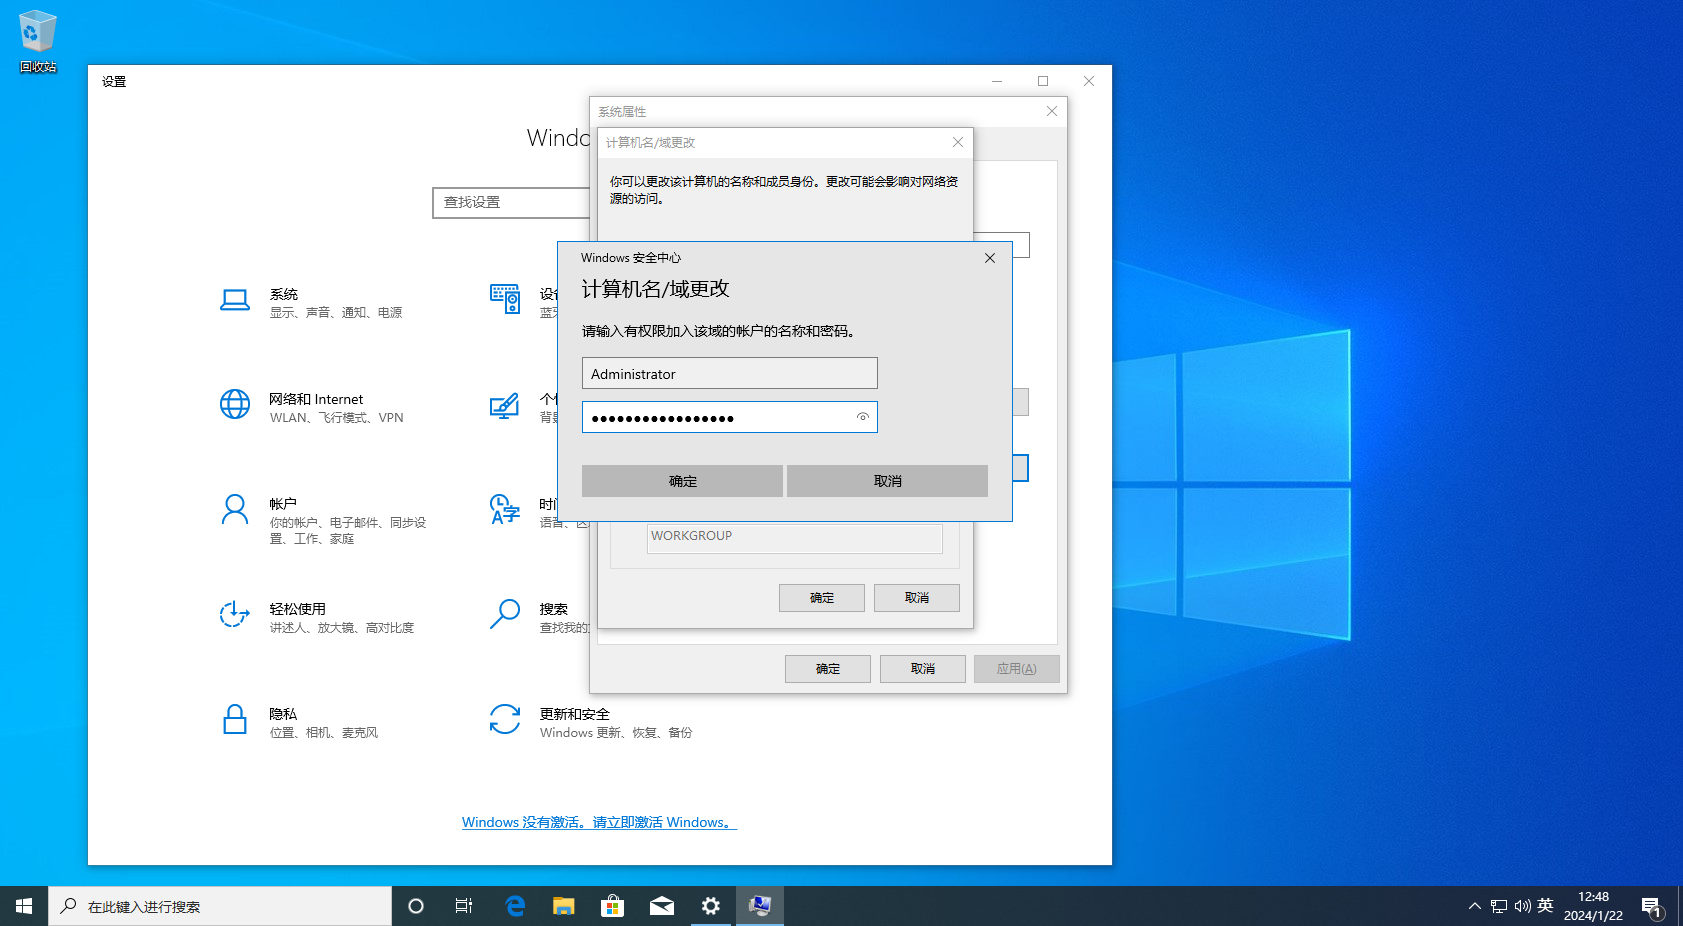 回收站
设置
Windo
查找设置
系统
显示、声音、通知、电源
设
蓝牙
网络和 Internet
WLAN、飞行模式、VPN
个
背景
帐户
你的帐户、电子邮件、同步设
置、工作、家庭
时间
语音、区
轻松使用
讲述人、放大镜、高对比度
搜索
查找我的
隐私
位置、相机、麦克风
更新和安全
Windows 更新、恢复、备份
Windows 没有激活。请立即激活 Windows。
系统属性
计算机名/域更改
你可以更改该计算机的名称和成员身份。更改可能会影响对网络资
源的访问。
Windows 安全中心
计算机名/域更改
请输入有权限加入该域的帐户的名称和密码。
Administrator
●●●●●●●●●●●●●●●●●
确定
取消
WORKGROUP
确定
取消
确定
取消
应用(A)
在此键入进行搜索
英
12:48
2024/1/22
1